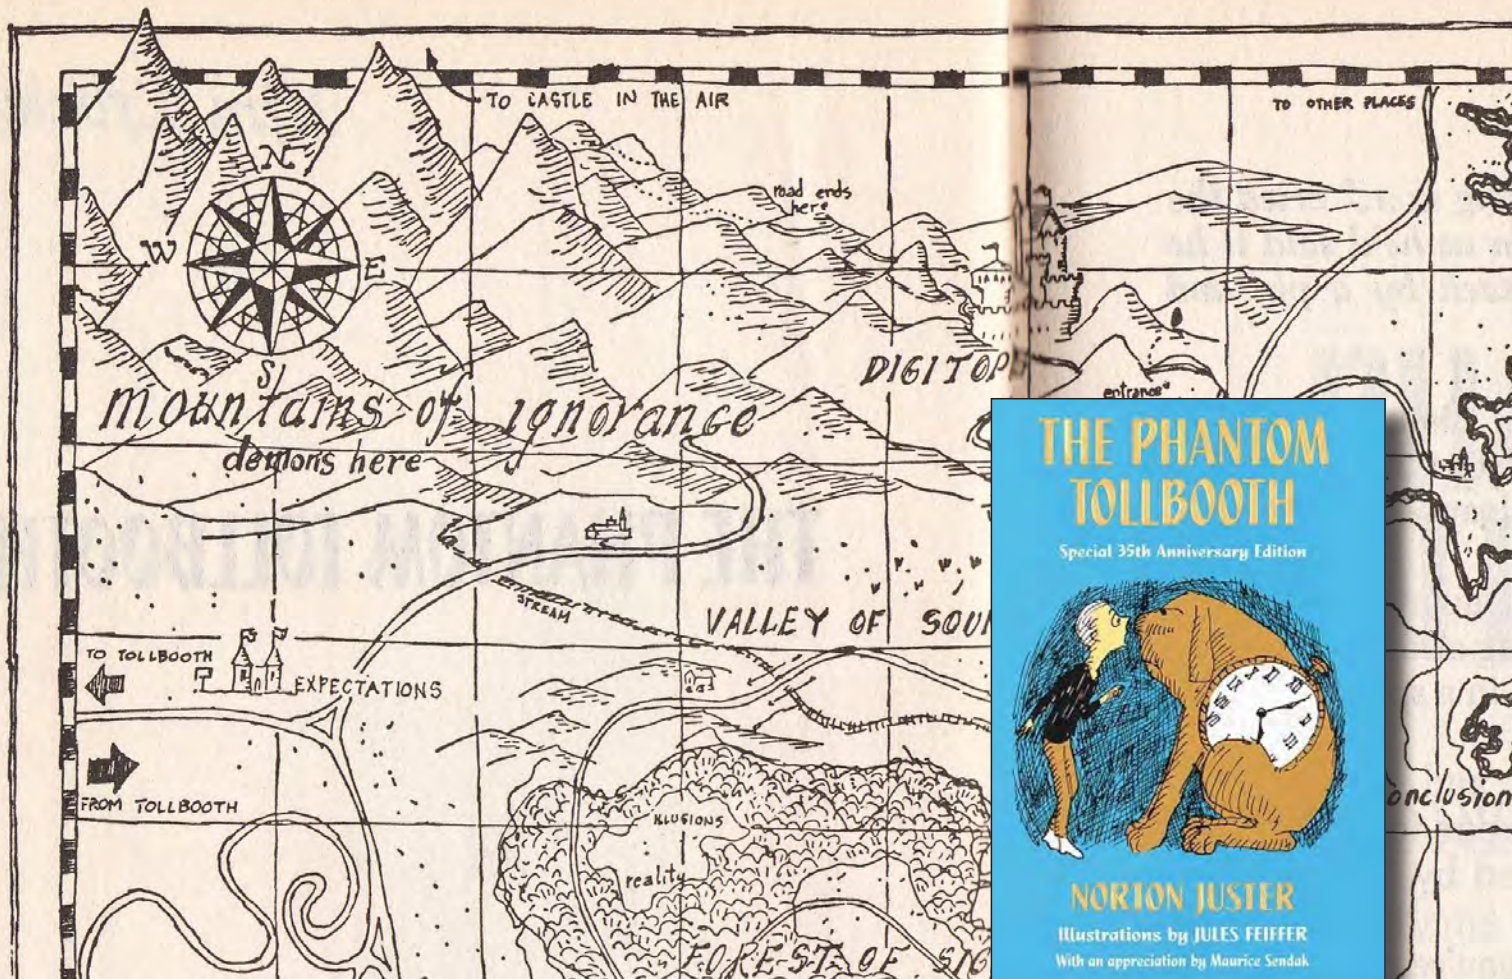 TO CASTLE IN THE AIR
TO OTHER PLACES
N
road ends
here
W
E
S
DIGITOP
entrance
Mountains of ignorance
demons here
STREAM
VALLEY OF SOUN
TO TOLLBOOTH
EXPECTATIONS
FROM TOLLBOOTH
ILLUSIONS
reality
FOREST OF SIG
onclusion
THE PHANTOM
TOLLBOOTH
Special 35th Anniversary Edition
NORTON JUSTER
Illustrations by JULES FEIFFER
With an appreciation by Maurice Sendak